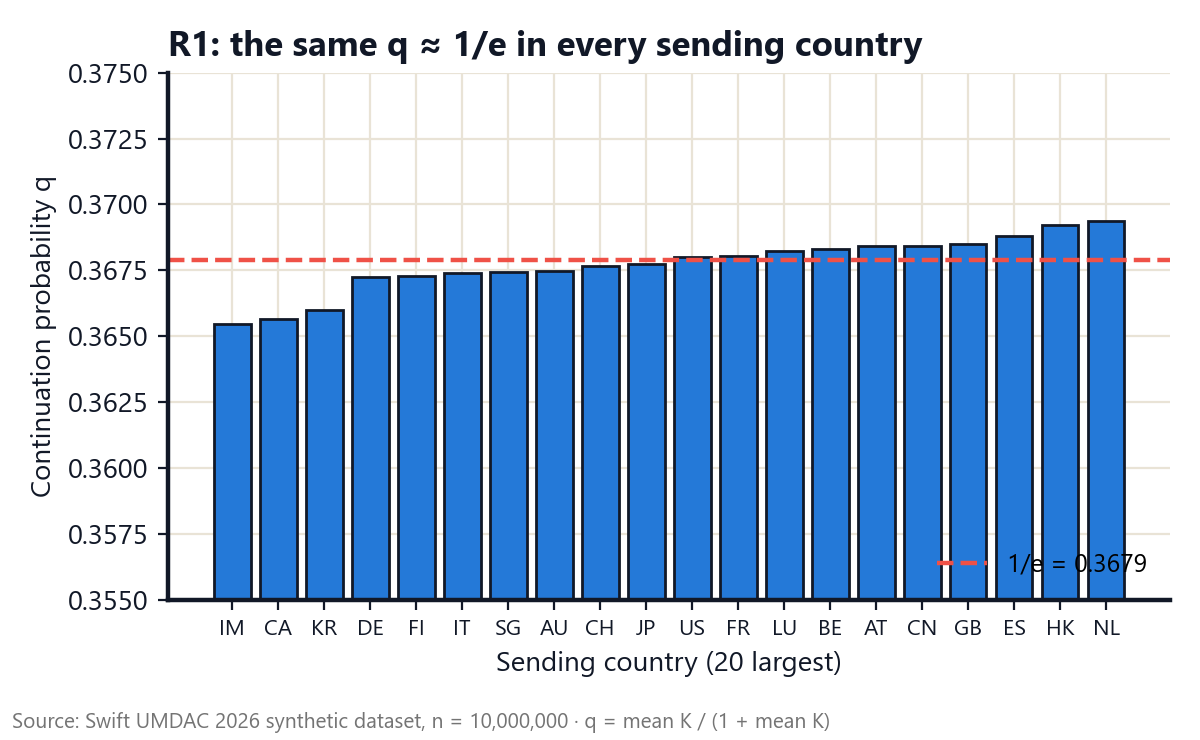 R1: the same q ≈ 1/e in every sending country
Continuation probability q
0.3750
0.3725
0.3700
0.3675
0.3650
0.3625
0.3600
0.3575
0.3550
1/e = 0.3679
IM CA KR DE FI IT SG AU CH JP US FR LU BE AT CN GB ES HK NL
Sending country (20 largest)
Source: Swift UMDAC 2026 synthetic dataset, n = 10,000,000 · q = mean K / (1 + mean K)